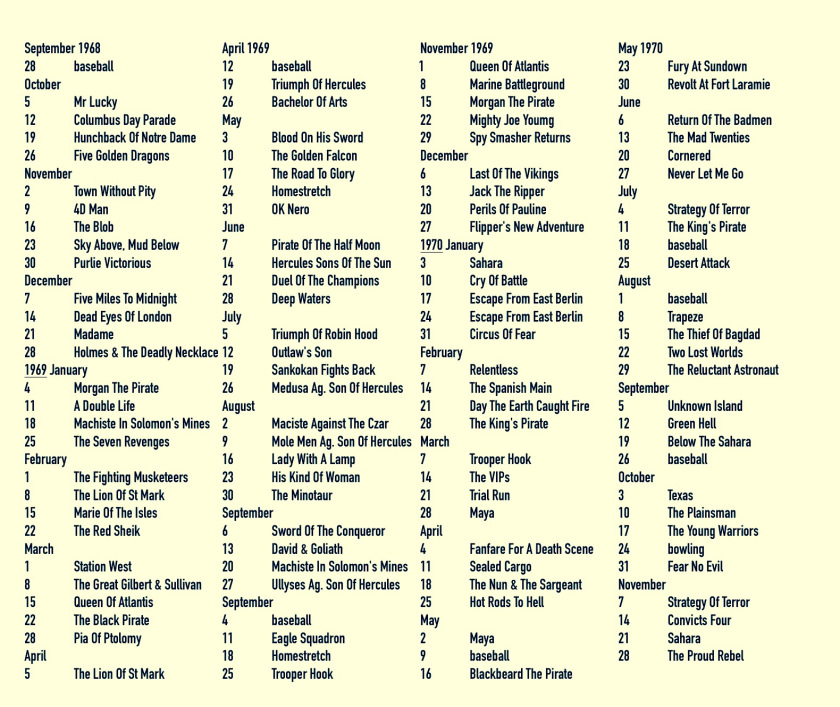 September 1968
28 baseball
October
5 Mr Lucky
12 Columbus Day Parade
19 Hunchback Of Notre Dame
26 Five Golden Dragons
November
2 Town Without Pity
9 4D Man
16 The Blob
23 Sky Above, Mud Below
30 Purlie Victorious
December
7 Five Miles To Midnight
14 Dead Eyes Of London
21 Madame
28 Holmes & The Deadly Necklace
1969 January
4 Morgan The Pirate
11 A Double Life
18 Machiste In Solomon's Mines
25 The Seven Revenges
February
1 The Fighting Musketeers
8 The Lion Of St Mark
15 Marie Of The Isles
22 The Red Sheik
March
1 Station West
8 The Great Gilbert & Sullivan
15 Queen Of Atlantis
22 The Black Pirate
28 Pia Of Ptolomy
April
5 The Lion Of St Mark
April 1969
12 baseball
19 Triumph Of Hercules
26 Bachelor Of Arts
May
3 Blood On His Sword
10 The Golden Falcon
17 The Road To Glory
24 Homestretch
31 OK Nero
June
7 Pirate Of The Half Moon
14 Hercules Sons Of The Sun
21 Duel Of The Champions
28 Deep Waters
July
5 Triumph Of Robin Hood
12 Outlaw's Son
19 Sankokan Fights Back
26 Medusa Ag. Son Of Hercules
August
2 Maciste Against The Czar
9 Mole Men Ag. Son Of Hercules
16 Lady With A Lamp
23 His Kind Of Woman
30 The Minotaur
September
6 Sword Of The Conqueror
13 David & Goliath
20 Machiste In Solomon's Mines
27 Ullyses Ag. Son Of Hercules
September
4 baseball
11 Eagle Squadron
18 Homestretch
25 Trooper Hook
November 1969
1 Queen Of Atlantis
8 Marine Battleground
15 Morgan The Pirate
22 Mighty Joe Youmg
29 Spy Smasher Returns
December
6 Last Of The Vikings
13 Jack The Ripper
20 Perils Of Pauline
27 Flipper's New Adventure
1970 January
3 Sahara
10 Cry Of Battle
17 Escape From East Berlin
24 Escape From East Berlin
31 Circus Of Fear
February
7 Relentless
14 The Spanish Main
21 Day The Earth Caught Fire
28 The King's Pirate
March
7 Trooper Hook
14 The VIPs
21 Trial Run
28 Maya
April
4 Fanfare For A Death Scene
11 Sealed Cargo
18 The Nun & The Sargeant
25 Hot Rods To Hell
May
2 Maya
9 baseball
16 Blackbeard The Pirate
May 1970
23 Fury At Sundown
30 Revolt At Fort Laramie
June
6 Return Of The Badmen
13 The Mad Twenties
20 Cornered
27 Never Let Me Go
July
4 Strategy Of Terror
11 The King's Pirate
18 baseball
25 Desert Attack
August
1 baseball
8 Trapeze
15 The Thief Of Bagdad
22 Two Lost Worlds
29 The Reluctant Astronaut
September
5 Unknown Island
12 Green Hell
19 Below The Sahara
26 baseball
October
3 Texas
10 The Plainsman
17 The Young Warriors
24 bowling
31 Fear No Evil
November
7 Strategy Of Terror
14 Convicts Four
21 Sahara
28 The Proud Rebel